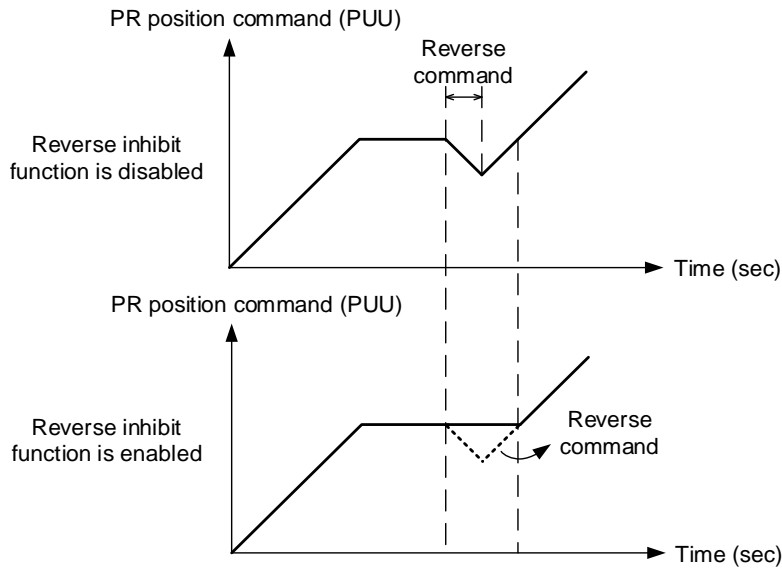 PR position command (PUU)
Reverse
command
Reverse inhibit
function is disabled
Time (sec)
PR position command (PUU)
Reverse inhibit
function is enabled
Reverse
command
Time (sec)